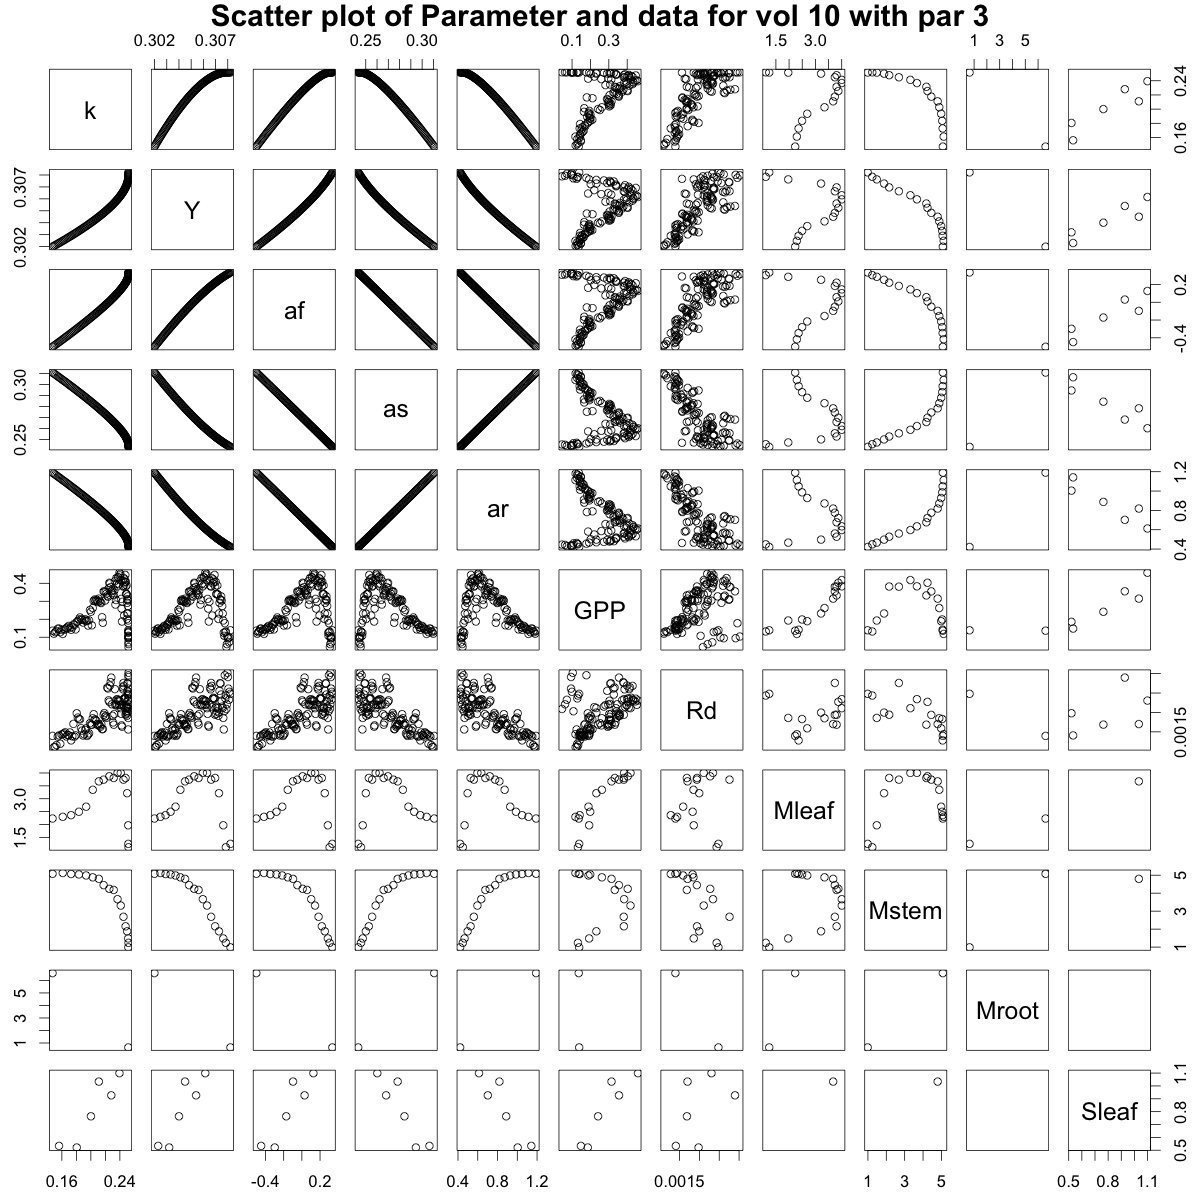 Scatter plot of Parameter and data for vol 10 with par 3
0.302 0.307 0.25 0.30 0.1 0.3 1.5 3.0 1 3 5
k
0.16 0.24
0.302 0.307
Y
af
-0.4 0.2
0.25 0.30
as
ar
0.4 0.8 1.2
0.1 0.4
GPP
Rd
0.0015
1.5 3.0
Mleaf
Mstem
1 3 5
1 3 5
Mroot
Sleaf
0.5 0.8 1.1
0.16 0.24 -0.4 0.2 0.4 0.8 1.2 0.0015 1 3 5 0.5 0.8 1.1